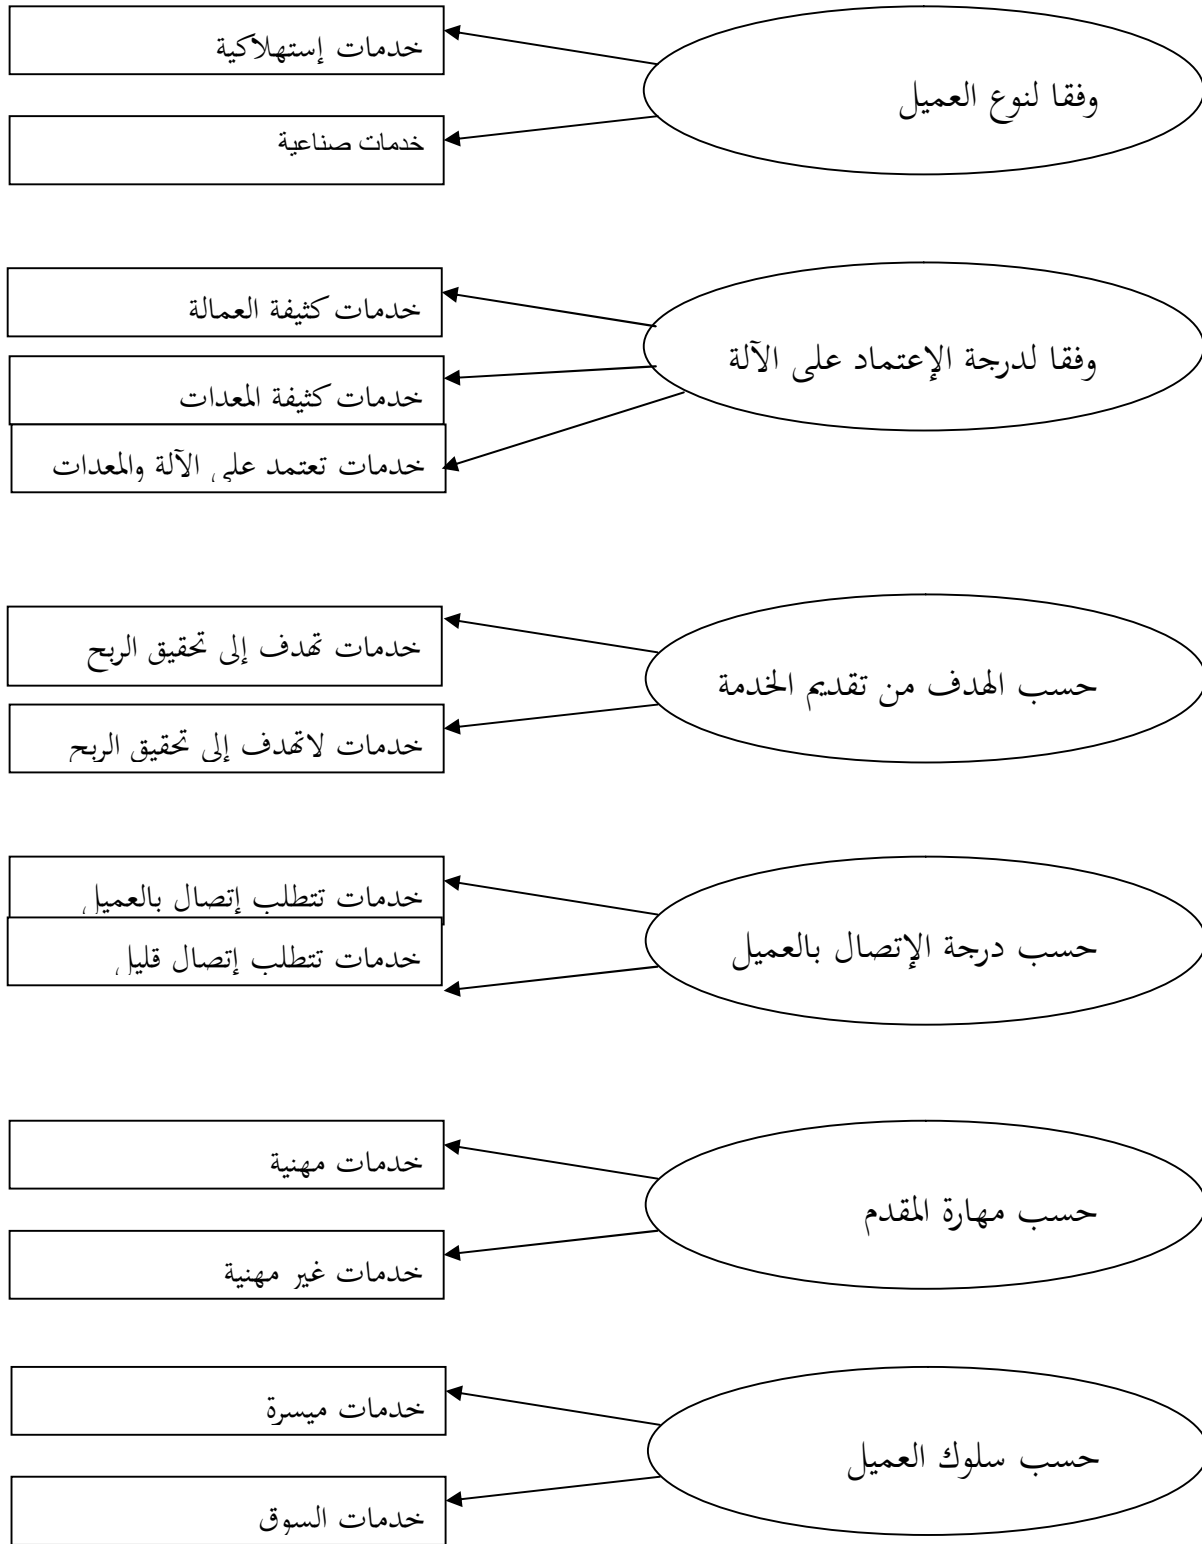 وفقا لنوع العميل
خدمات إستهلاكية
خدمات صناعية
وفقا لدرجة الإعتماد على الآلة
خدمات كثيفة العمالة
خدمات كثيفة المعدات
خدمات تعتمد على الآلة والمعدات
حسب الهدف من تقديم الخدمة
خدمات تهدف إلى تحقيق الربح
خدمات لاتهدف إلى تحقيق الربح
حسب درجة الإتصال بالعميل
خدمات تتطلب إتصال بالعميل
خدمات تتطلب إتصال قليل
حسب مهارة المقدم
خدمات مهنية
خدمات غير مهنية
حسب سلوك العميل
خدمات ميسرة
خدمات السوق